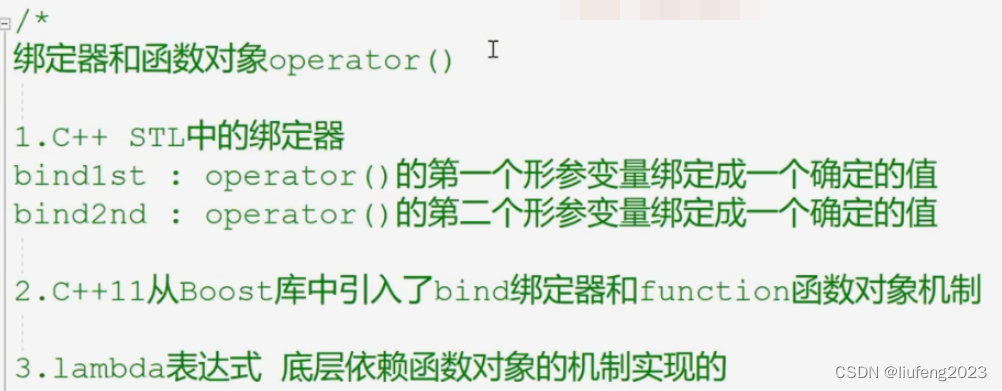 /*
绑定器和函数对象operator()
1.C++ STL中的绑定器
bind1st : operator()的第一个形参变量绑定成一个确定的值
bind2nd : operator()的第二个形参变量绑定成一个确定的值
2.C++11从Boost库中引入了bind绑定器和function函数对象机制
3.lambda表达式 底层依赖函数对象的机制实现的
CSDN @liufeng2023